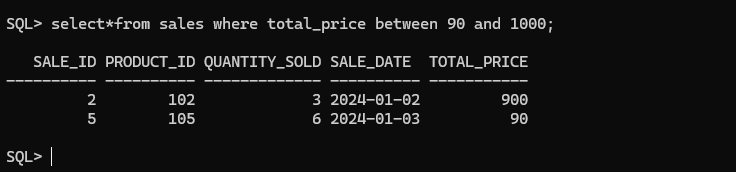 SQL> select*from sales where total_price between 90 and 1000;
SALE_ID PRODUCT_ID QUANTITY_SOLD SALE_DATE TOTAL_PRICE
---------- ---------- ------------- ---------- -----------
2 102 3 2024-01-02 900
5 105 6 2024-01-03 90
SQL>